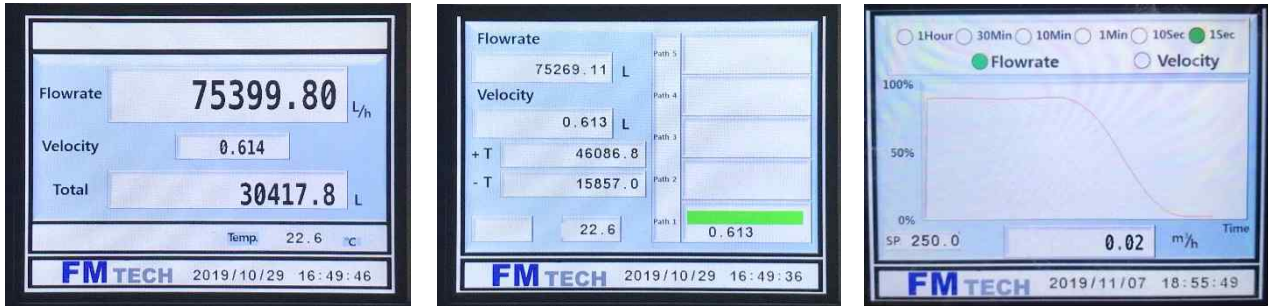 Flowrate 75399.80 L/h
Velocity 0.614
Total 30417.8 L
Temp. 22.6 °C
FM TECH 2019/10/29 16:49:46
Flowrate
75269.11 L
Velocity
0.613 L
+ T 46086.8
- T 15857.0
22.6
Path 5
Path 4
Path 3
Path 2
Path 1
0.613
FM TECH 2019/10/29 16:49:36
1Hour 30Min 10Min 1Min 10Sec 1Sec
Flowrate Velocity
100%
50%
0%
Time
SP 250.0 0.02 m³/h
FM TECH 2019/11/07 18:55:49